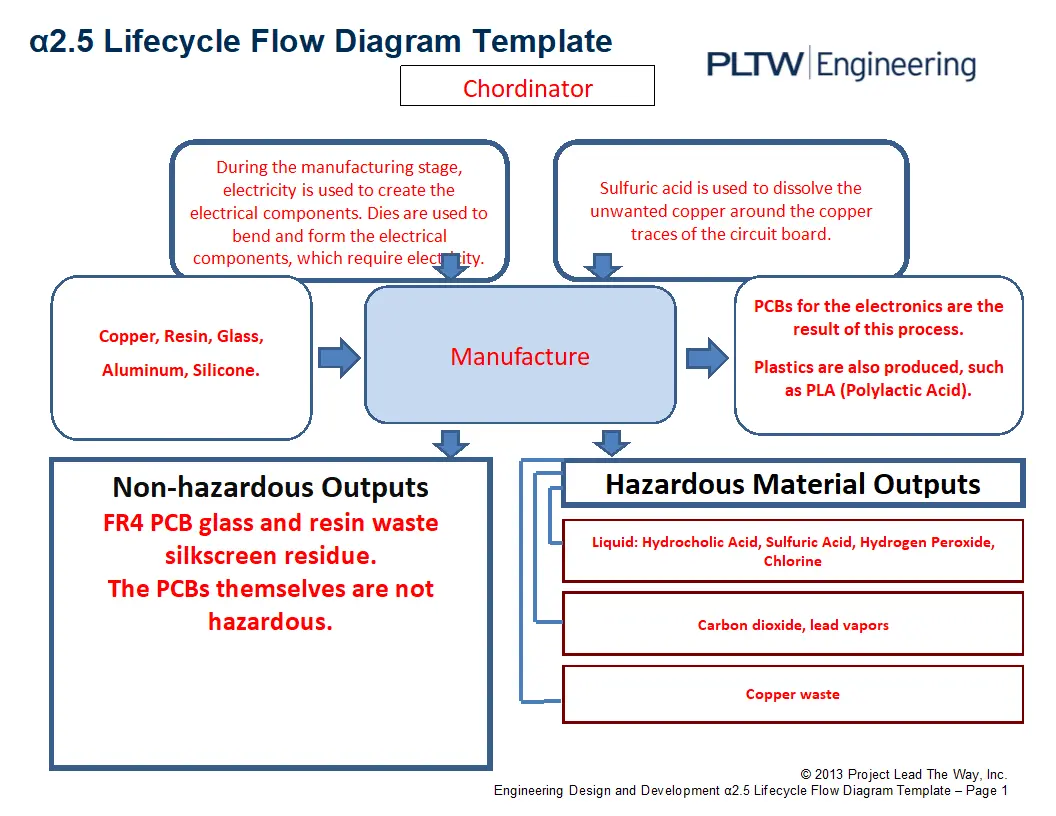 α2.5 Lifecycle Flow Diagram Template
PLTW Engineering
Chordinator
During the manufacturing stage,
electricity is used to create the
electrical components. Dies are used to
bend and form the electrical
components, which require electricity.
Sulfuric acid is used to dissolve the
unwanted copper around the copper
traces of the circuit board.
Copper, Resin, Glass,
Aluminum, Silicone.
Manufacture
PCBs for the electronics are the
result of this process.
Plastics are also produced, such
as PLA (Polylactic Acid).
Non-hazardous Outputs
FR4 PCB glass and resin waste
silkscreen residue.
The PCBs themselves are not
hazardous.
Hazardous Material Outputs
Liquid: Hydrocholic Acid, Sulfuric Acid, Hydrogen Peroxide,
Chlorine
Carbon dioxide, lead vapors
Copper waste
© 2013 Project Lead The Way, Inc.
Engineering Design and Development α2.5 Lifecycle Flow Diagram Template – Page 1